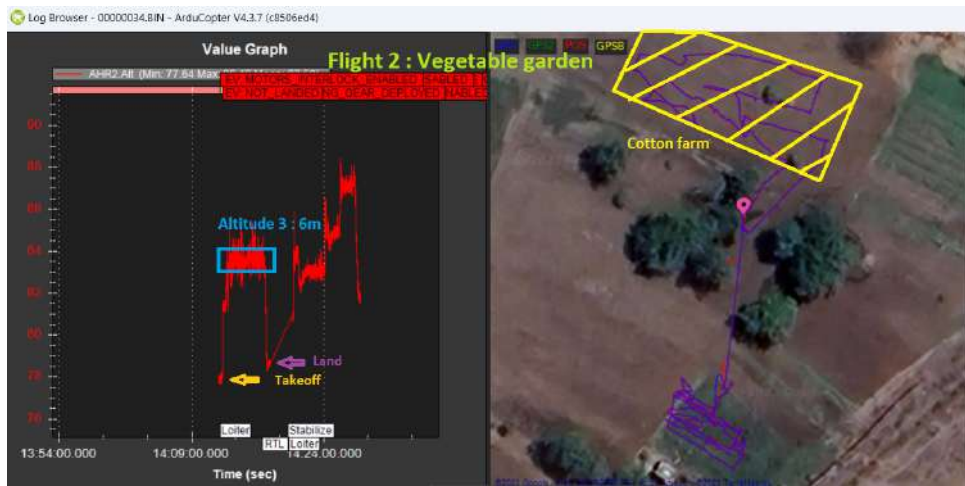 Log Browser - 00000034.BIN - ArduCopter V4.3.7 (c8506ed4)
Value Graph
Flight 2 : Vegetable garden
AHR2.Alt (Min: 77.64 Max:
EV: MOTORS_INTERLOCK_ENABLED
EV: NOT_LANDING_GEAR_DEPLOYED
GPSB
POS
Cotton farm
90
88
86
84
82
80
78
76
Altitude 3 : 6m
Land
Takeoff
Loiter
Stabilize
RTL
Loiter
13:54:00.000
14:09:00.000
14:24:00.000
Time (sec)